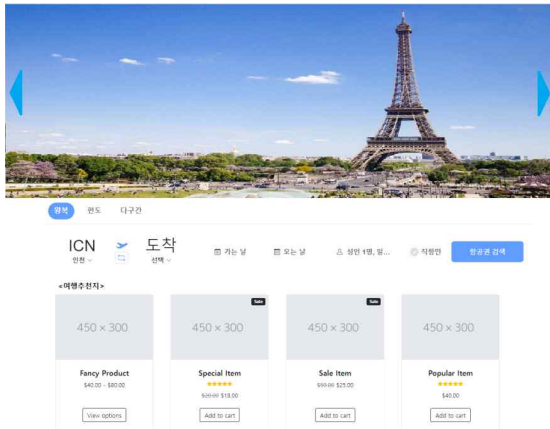 왕복 편도 다구간
ICN 도착
인천 선택
가는 날 오는 날 성인 1명, 일... 직항만 항공권 검색
<여행추천지>
Sale Sale
450 × 300 450 × 300 450 × 300 450 × 300
Fancy Product Special Item Sale Item Popular Item
$40.00 - $80.00 $20.00 $18.00 $50.00 $25.00 $40.00
View options Add to cart Add to cart Add to cart